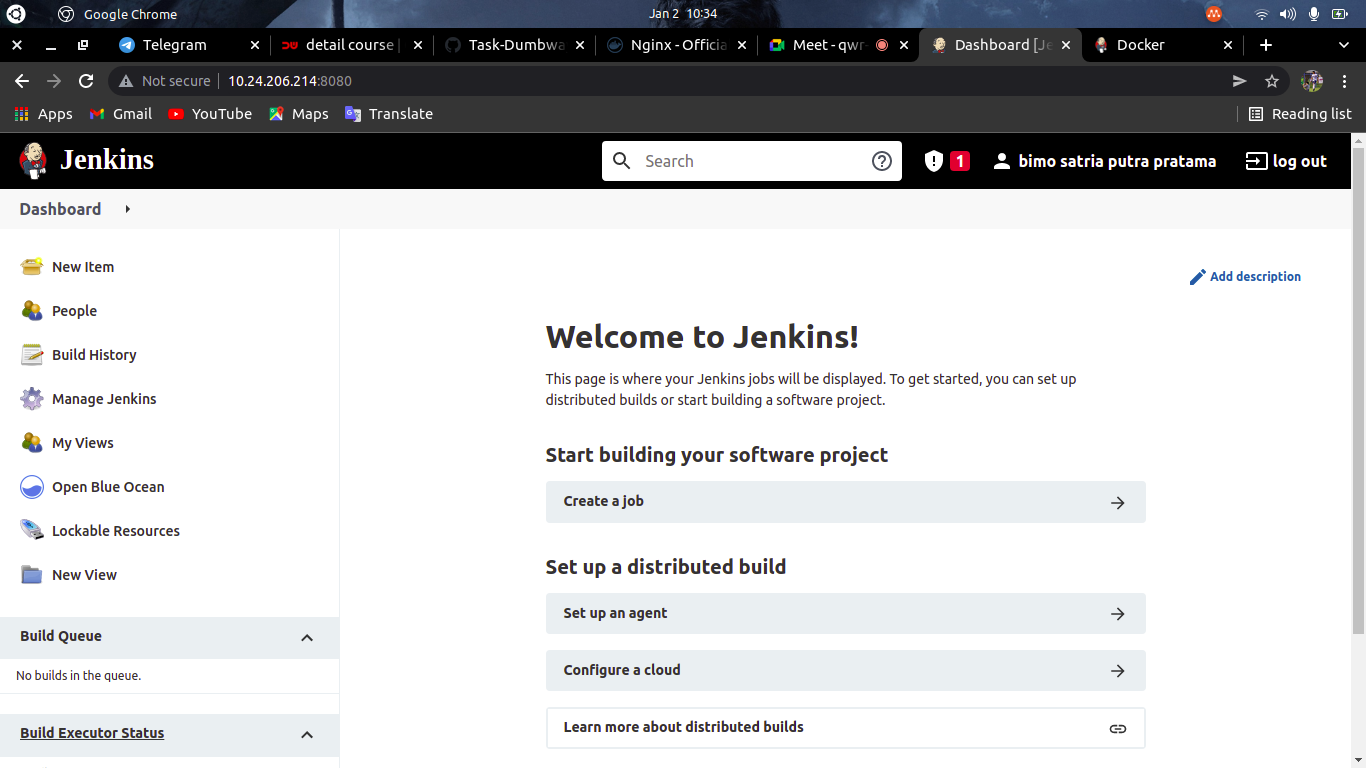 Google Chrome
Jan 2 10:34
Telegram
detail course |
Task-Dumbwa
Nginx - Officia
Meet - qwr-
Dashboard [Je
Docker
Not secure
10.24.206.214:8080
Apps
Gmail
YouTube
Maps
Translate
Reading list
Jenkins
Search
1
bimo satria putra pratama
log out
Dashboard
New Item
People
Build History
Manage Jenkins
My Views
Open Blue Ocean
Lockable Resources
New View
Build Queue
No builds in the queue.
Build Executor Status
Add description
Welcome to Jenkins!
This page is where your Jenkins jobs will be displayed. To get started, you can set up
distributed builds or start building a software project.
Start building your software project
Create a job
Set up a distributed build
Set up an agent
Configure a cloud
Learn more about distributed builds